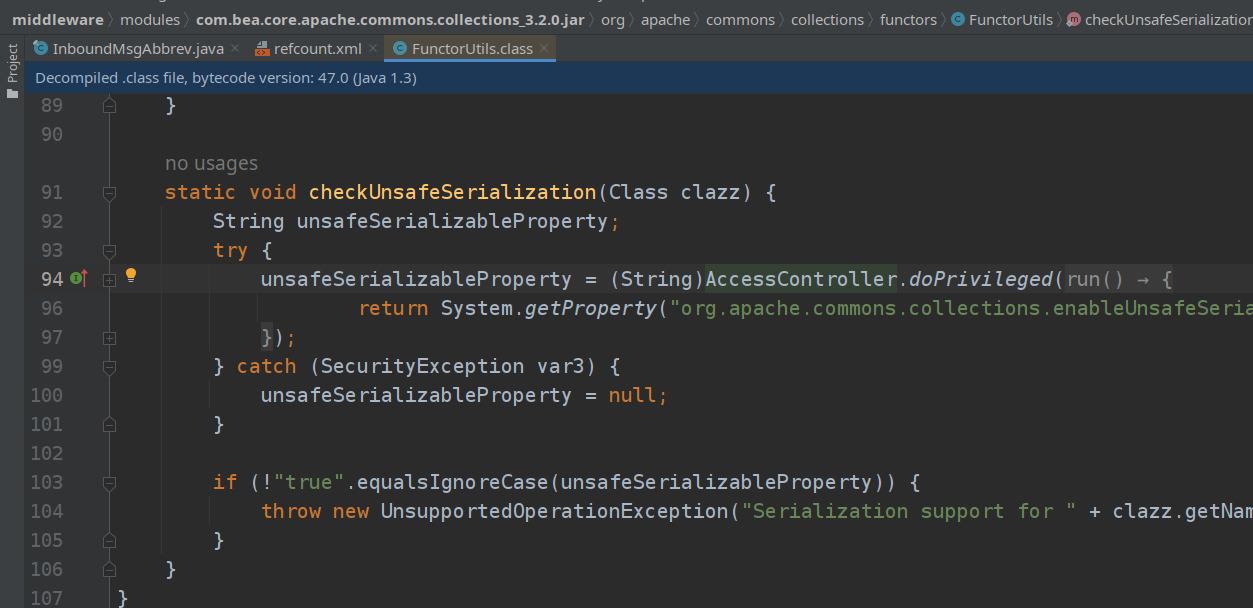 middleware 〉 modules 〉 com.bea.core.apache.commons.collections_3.2.0.jar 〉 org 〉 apache 〉 commons 〉 collections 〉 functors 〉 FunctorUtils 〉 checkUnsafeSerialization
Project
InboundMsgAbbrev.java × refcount.xml × FunctorUtils.class ×
Decompiled .class file, bytecode version: 47.0 (Java 1.3)
89 }
90
no usages
91 static void checkUnsafeSerialization(Class clazz) {
92 String unsafeSerializableProperty;
93 try {
94 unsafeSerializableProperty = (String)AccessController.doPrivileged(run() → {
96 return System.getProperty("org.apache.commons.collections.enableUnsafeSeria
97 });
99 } catch (SecurityException var3) {
100 unsafeSerializableProperty = null;
101 }
102
103 if (!"true".equalsIgnoreCase(unsafeSerializableProperty)) {
104 throw new UnsupportedOperationException("Serialization support for " + clazz.getNam
105 }
106 }
107 }